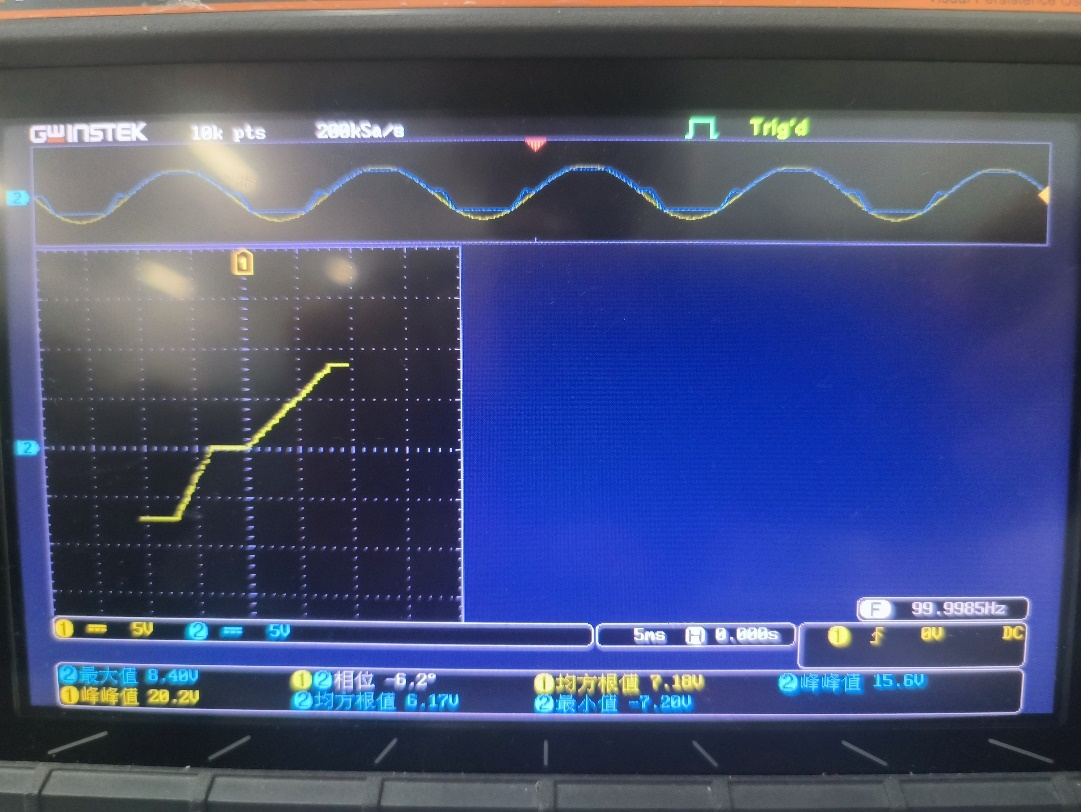 GWINSTEK 10k pts 200kSa/s Trig'd
2
1
2
F 99.9985Hz
1 5V 2 5V 5ms H 0.000s 1 0V DC
2最大值 8.40V 12相位 -6.2° 1均方根值 7.18V 2峰峰值 15.6V
1峰峰值 20.2V 2均方根值 6.17V 2最小值 -7.20V